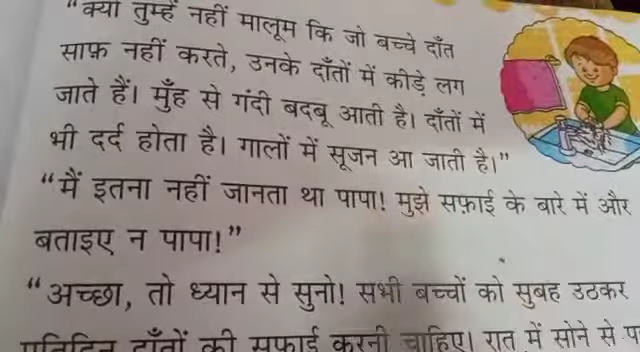 "क्या तुम्हें नहीं मालूम कि जो बच्चे दाँत
साफ़ नहीं करते, उनके दाँतों में कीड़े लग
जाते हैं। मुँह से गंदी बदबू आती है। दाँतों में
भी दर्द होता है। गालों में सूजन आ जाती है।"
"मैं इतना नहीं जानता था पापा! मुझे सफ़ाई के बारे में और
बताइए न पापा!"
"अच्छा, तो ध्यान से सुनो! सभी बच्चों को सुबह उठकर
प्रतिदिन दाँतों की सफ़ाई करनी चाहिए। रात में सोने से